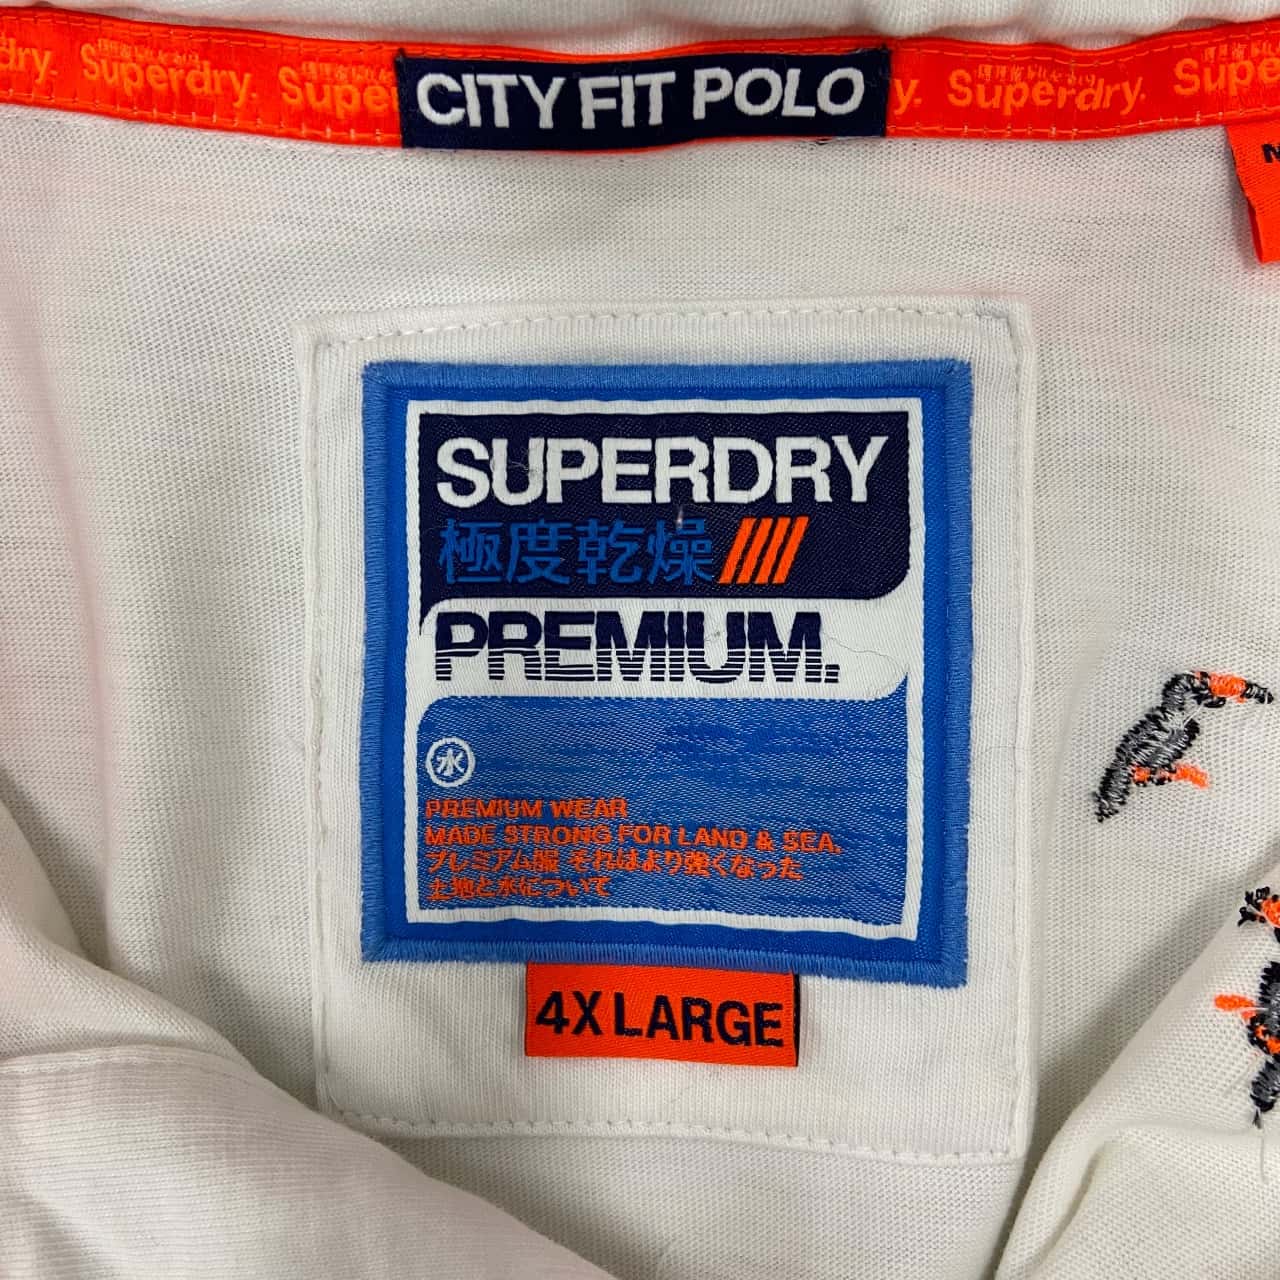 dry. Superdry. Supe
CITY FIT POLO
y. Superdry. Superdry
SUPERDRY
極度乾燥
PREMIUM.
水
PREMIUM WEAR
MADE STRONG FOR LAND & SEA.
プレミアム服 それはより強くなった
土地と水について
4X LARGE